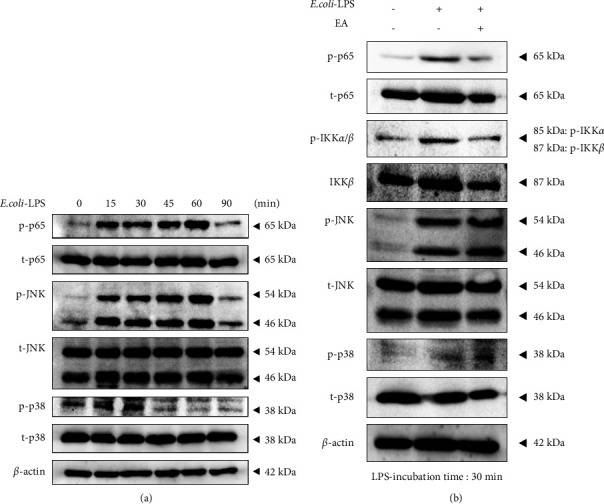 E.coli-LPS 0 15 30 45 60 90 (min)
p-p65 ◄ 65 kDa
t-p65 ◄ 65 kDa
p-JNK ◄ 54 kDa
◄ 46 kDa
t-JNK ◄ 54 kDa
◄ 46 kDa
p-p38 ◄ 38 kDa
t-p38 ◄ 38 kDa
β-actin ◄ 42 kDa
(a)
E.coli-LPS - + +
EA - - +
p-p65 ◄ 65 kDa
t-p65 ◄ 65 kDa
p-IKKα/β ◄ 85 kDa: p-IKKα
87 kDa: p-IKKβ
IKKβ ◄ 87 kDa
p-JNK ◄ 54 kDa
◄ 46 kDa
t-JNK ◄ 54 kDa
◄ 46 kDa
p-p38 ◄ 38 kDa
t-p38 ◄ 38 kDa
β-actin ◄ 42 kDa
LPS-incubation time : 30 min
(b)